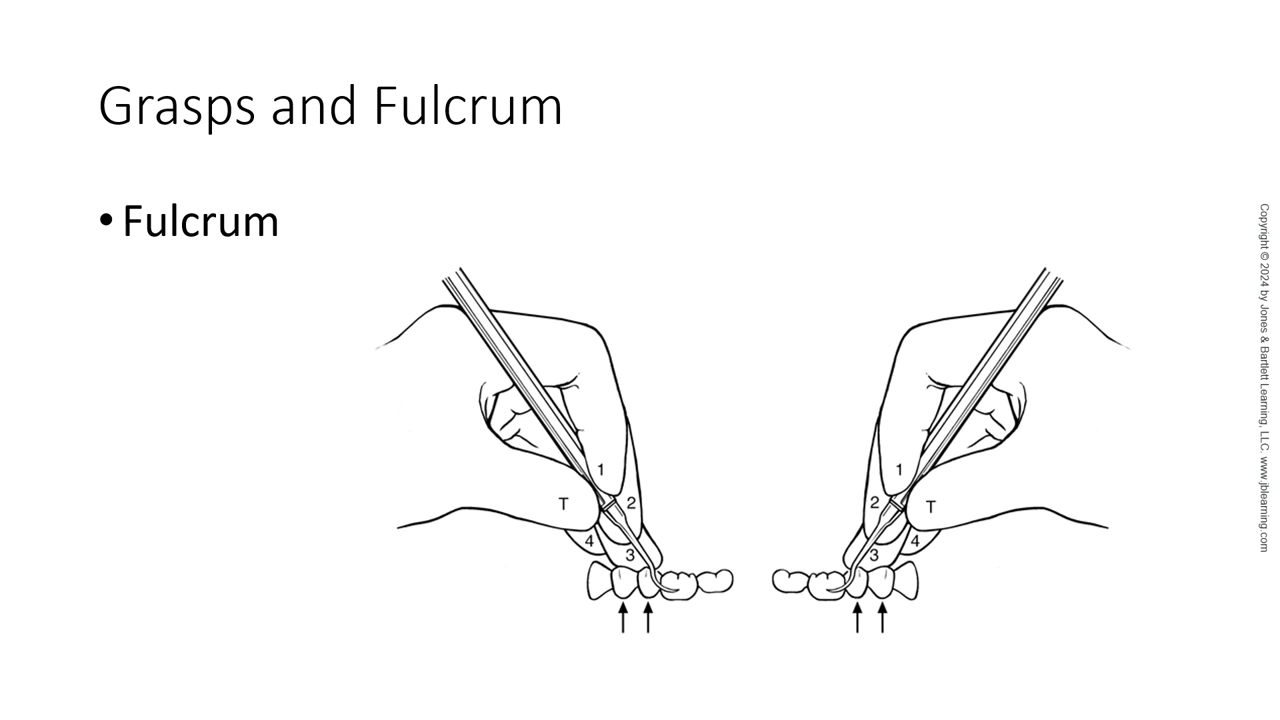 Grasps and Fulcrum
• Fulcrum
1
T
2
4
3
1
2
T
3
4
Copyright © 2024 by Jones & Bartlett Learning, LLC. www.jblearning.com